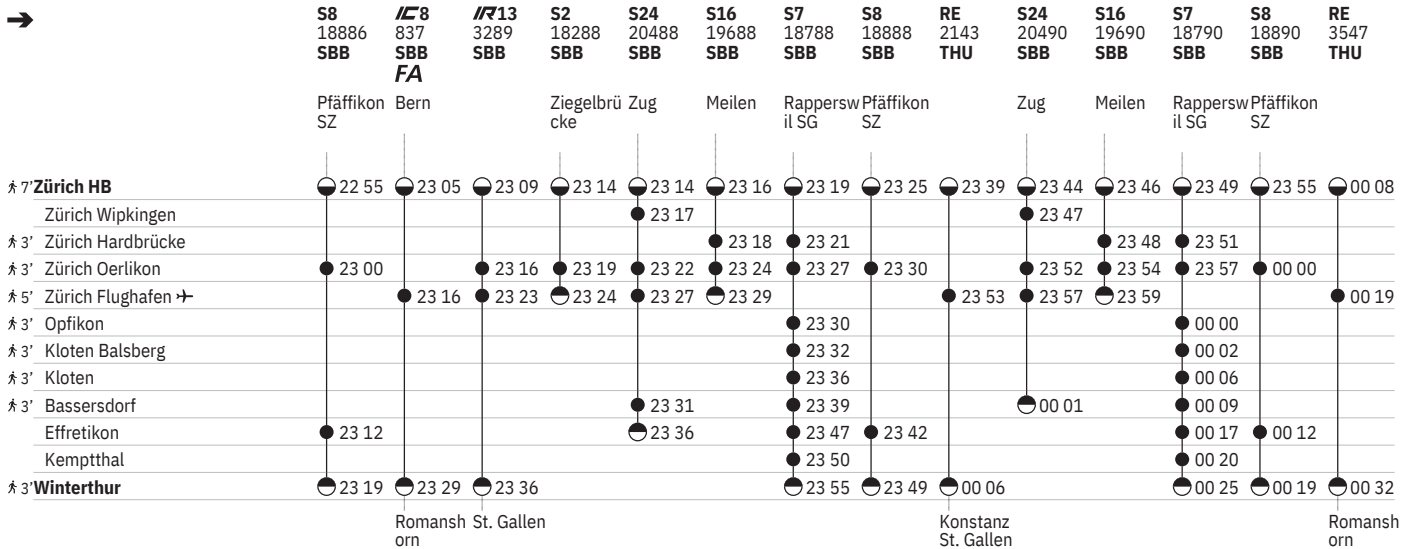 ➔ S8 IC8 IR13 S2 S24 S16 S7 S8 RE S24 S16 S7 S8 RE
18886 837 3289 18288 20488 19688 18788 18888 2143 20490 19690 18790 18890 3547
SBB SBB SBB SBB SBB SBB SBB SBB THU SBB SBB SBB SBB THU
FA
Pfäffikon Bern Ziegelbrü Zug Meilen Rappersw Pfäffikon Zug Meilen Rappersw Pfäffikon
SZ cke il SG SZ il SG SZ
7' Zürich HB 22 55 23 05 23 09 23 14 23 14 23 16 23 19 23 25 23 39 23 44 23 46 23 49 23 55 00 08
Zürich Wipkingen 23 17 23 47
3' Zürich Hardbrücke 23 18 23 21 23 48 23 51
3' Zürich Oerlikon 23 00 23 16 23 19 23 22 23 24 23 27 23 30 23 52 23 54 23 57 00 00
5' Zürich Flughafen ✈ 23 16 23 23 23 24 23 27 23 29 23 53 23 57 23 59 00 19
3' Opfikon 23 30 00 00
3' Kloten Balsberg 23 32 00 02
3' Kloten 23 36 00 06
3' Bassersdorf 23 31 23 39 00 01 00 09
Effretikon 23 12 23 36 23 47 23 42 00 17 00 12
Kemptthal 23 50 00 20
3' Winterthur 23 19 23 29 23 36 23 55 23 49 00 06 00 25 00 19 00 32
Romansh St. Gallen Konstanz Romansh
orn St. Gallen orn